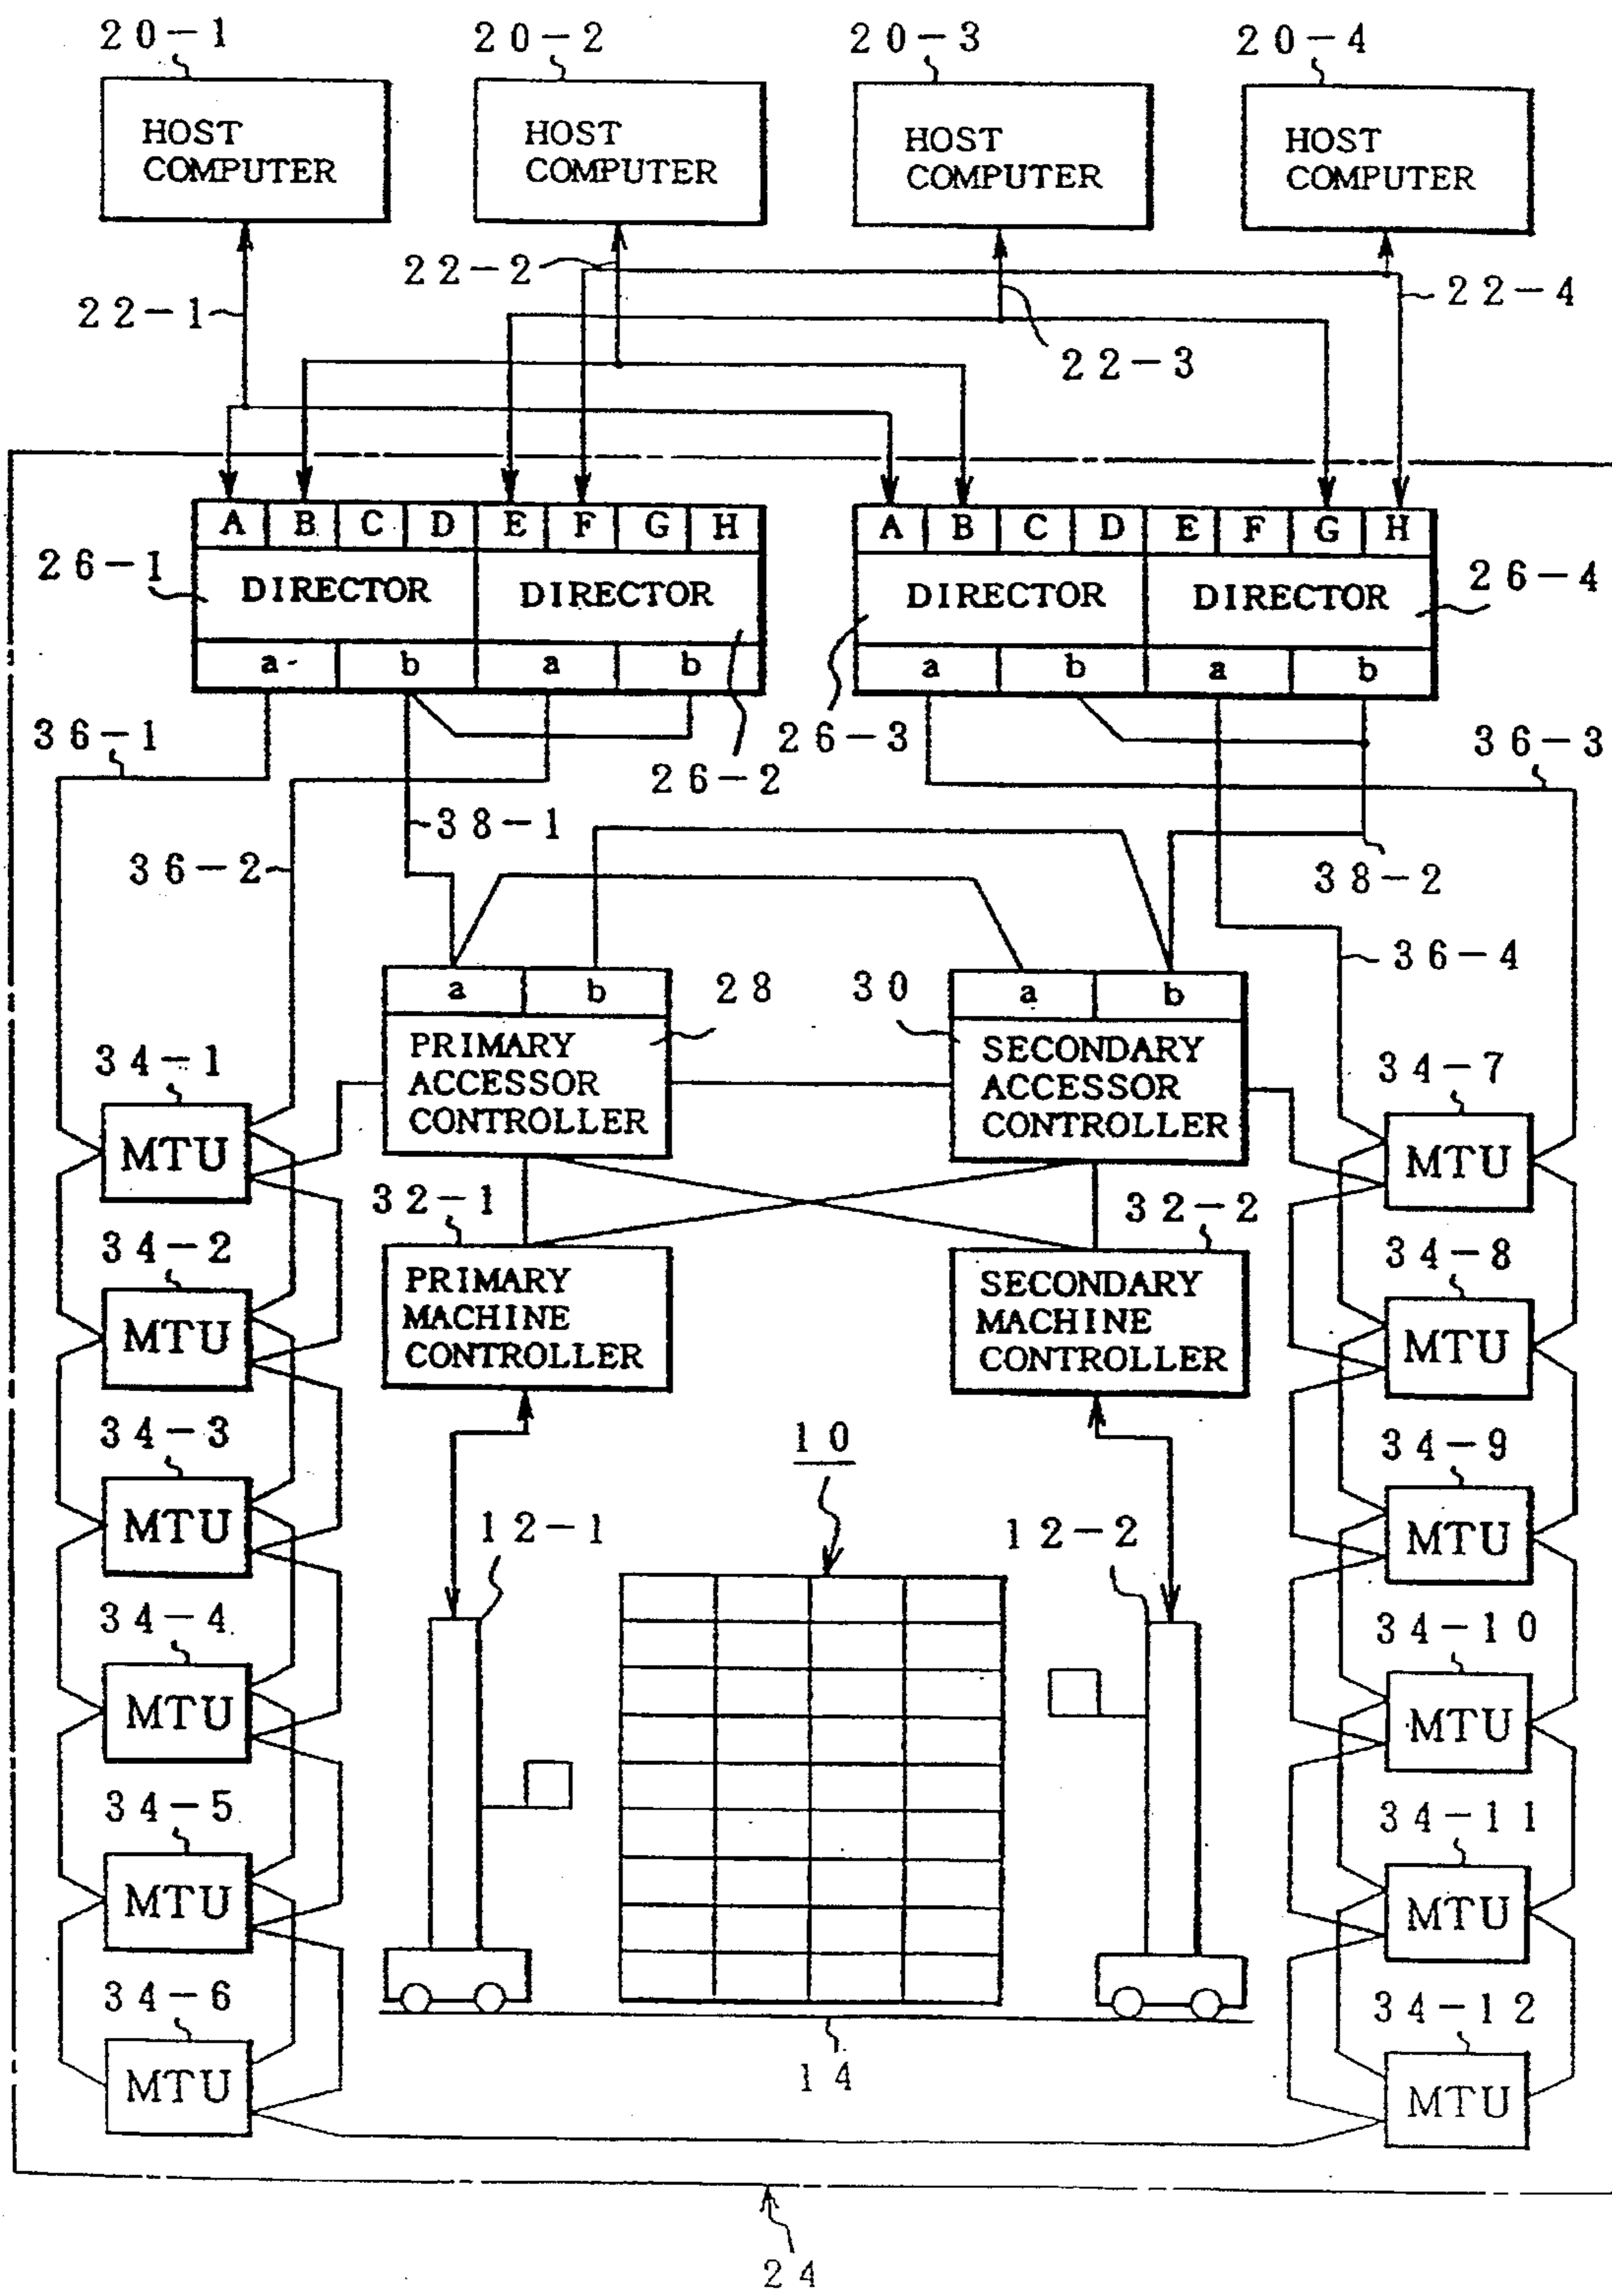 20-1 20-2 20-3 20-4
HOST COMPUTER
HOST COMPUTER
HOST COMPUTER
HOST COMPUTER
22-2
22-1
22-4
22-3
A B C D E F G H
A B C D E F G H
26-1
DIRECTOR
DIRECTOR
DIRECTOR
DIRECTOR
26-4
a b a b
a b a b
36-1
26-2
26-3
36-3
38-1
36-2
38-2
36-4
a b
28
30
a b
PRIMARY
ACCESSOR
CONTROLLER
SECONDARY
ACCESSOR
CONTROLLER
34-1
MTU
34-7
MTU
32-1
32-2
34-2
MTU
34-8
MTU
PRIMARY
MACHINE
CONTROLLER
SECONDARY
MACHINE
CONTROLLER
34-3
MTU
10
34-9
MTU
12-1
12-2
34-4
MTU
34-10
MTU
34-5
MTU
34-11
MTU
34-6
MTU
34-12
MTU
14
24